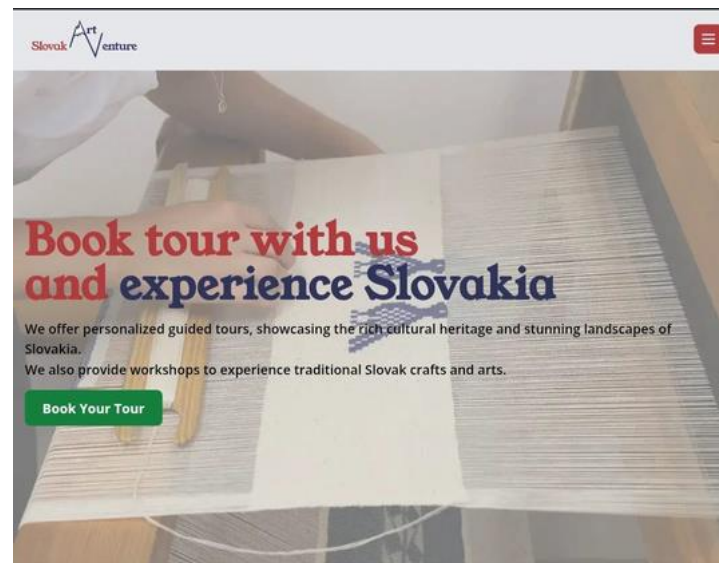 Slovak Art Venture
Book tour with us
and experience Slovakia
We offer personalized guided tours, showcasing the rich cultural heritage and stunning landscapes of
Slovakia.
We also provide workshops to experience traditional Slovak crafts and arts.
Book Your Tour